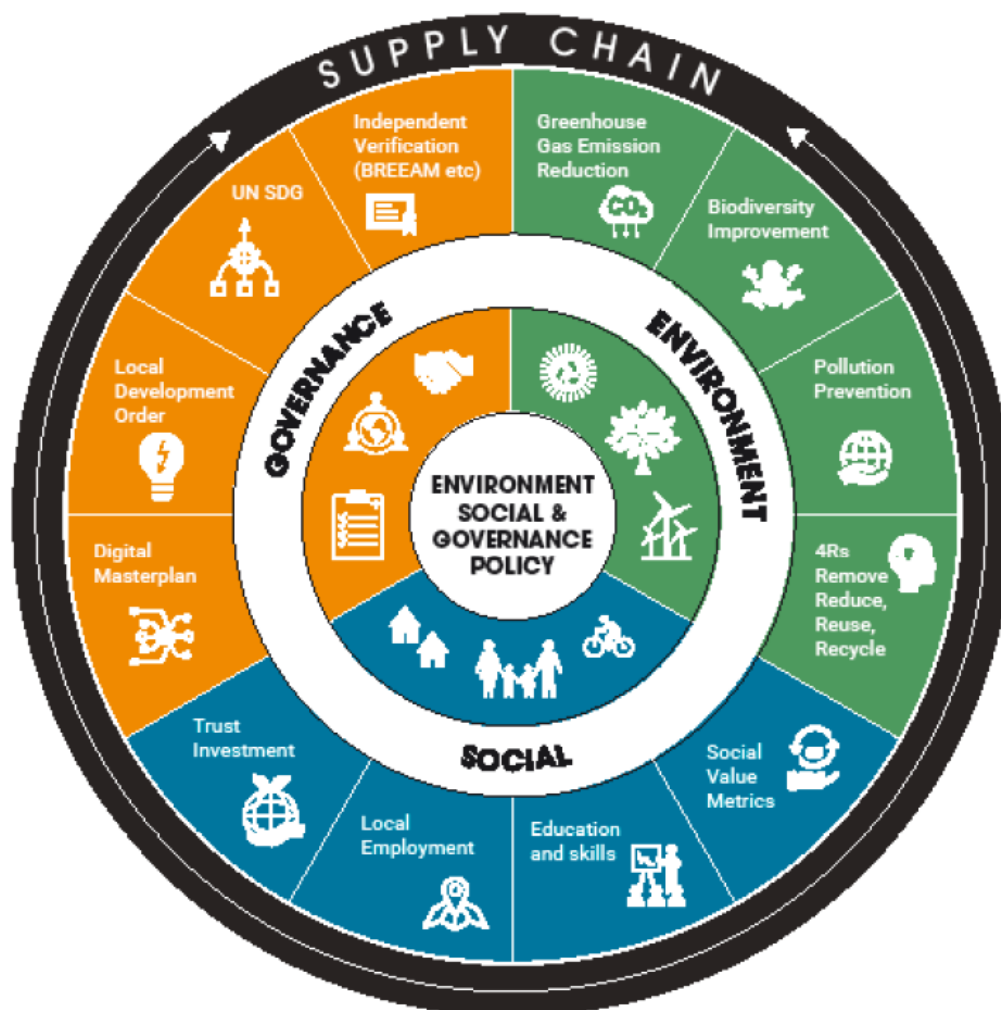 SUPPLY CHAIN
Independent
Verification
(BREEAM etc)
Greenhouse
Gas Emission
Reduction
CO₂
UN SDG
Biodiversity
Improvement
Local
Development
Order
Pollution
Prevention
Digital
Masterplan
4Rs
Remove
Reduce,
Reuse,
Recycle
Trust
Investment
Local
Employment
Education
and skills
Social
Value
Metrics
GOVERNANCE
ENVIRONMENT
SOCIAL
ENVIRONMENT
SOCIAL &
GOVERNANCE
POLICY